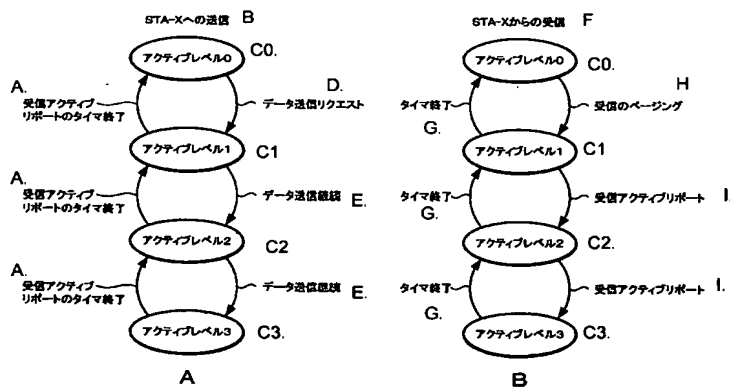 STA-Xへの送信 B
アクティブレベル0 C0.
A.
受信アクティブ
リポートのタイマ終了
D.
データ送信リクエスト
アクティブレベル1 C1
A.
受信アクティブ
リポートのタイマ終了
データ送信継続 E.
アクティブレベル2 C2
A.
受信アクティブ
リポートのタイマ終了
データ送信継続 E.
アクティブレベル3 C3.
A
STA-Xからの受信 F
アクティブレベル0 C0.
タイマ終了
G.
H
受信のページング
アクティブレベル1 C1
タイマ終了
G.
受信アクティブリポート I.
アクティブレベル2 C2.
タイマ終了
G.
受信アクティブリポート I.
アクティブレベル3 C3.
B